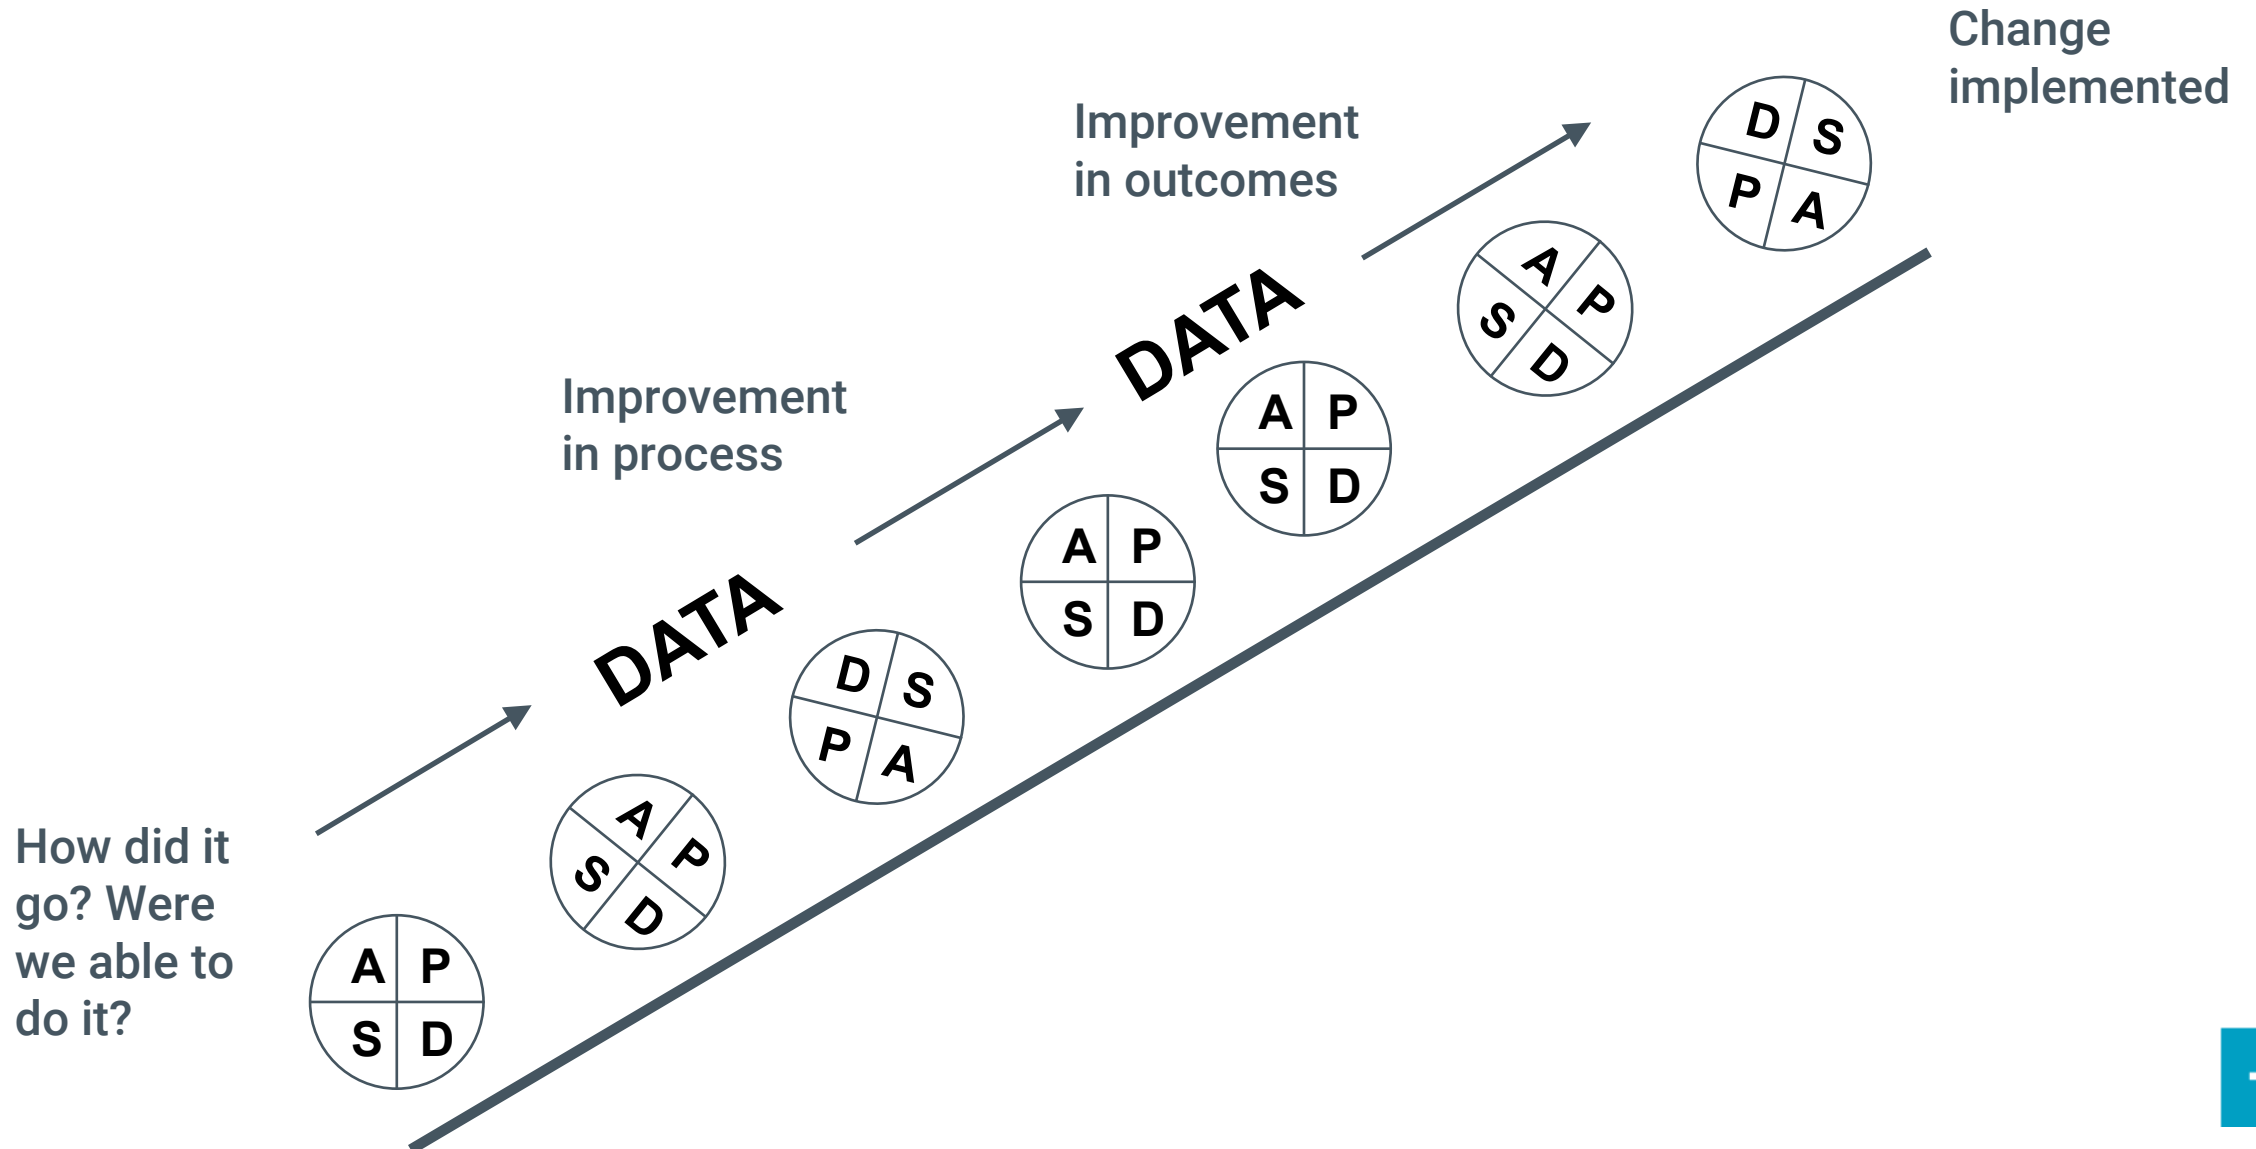 How did it
go? Were
we able to
do it?
A P
S D
A P
S D
DATA
D S
P A
Improvement
in process
A P
S D
A P
S D
DATA
Improvement
in outcomes
A P
S D
D S
P A
Change
implemented